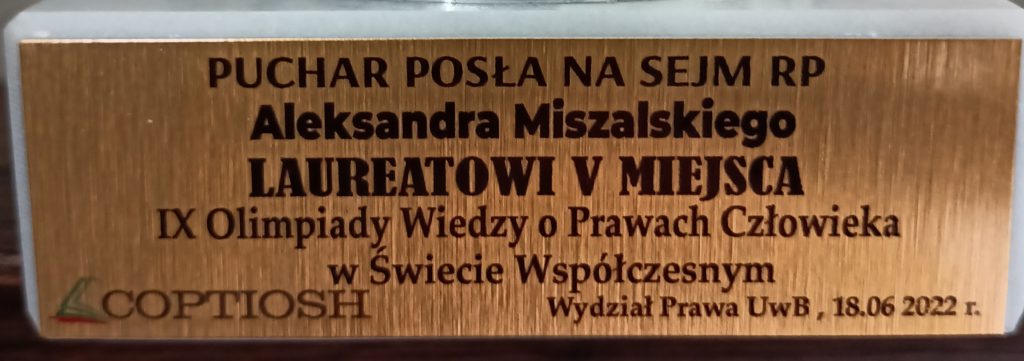 PUCHAR POSŁA NA SEJM RP
Aleksandra Miszalskiego
LAUREATOWI V MIEJSCA
IX Olimpiady Wiedzy o Prawach Człowieka
w Świecie Współczesnym
COPTIOSH
Wydział Prawa UwB , 18.06 2022 r.